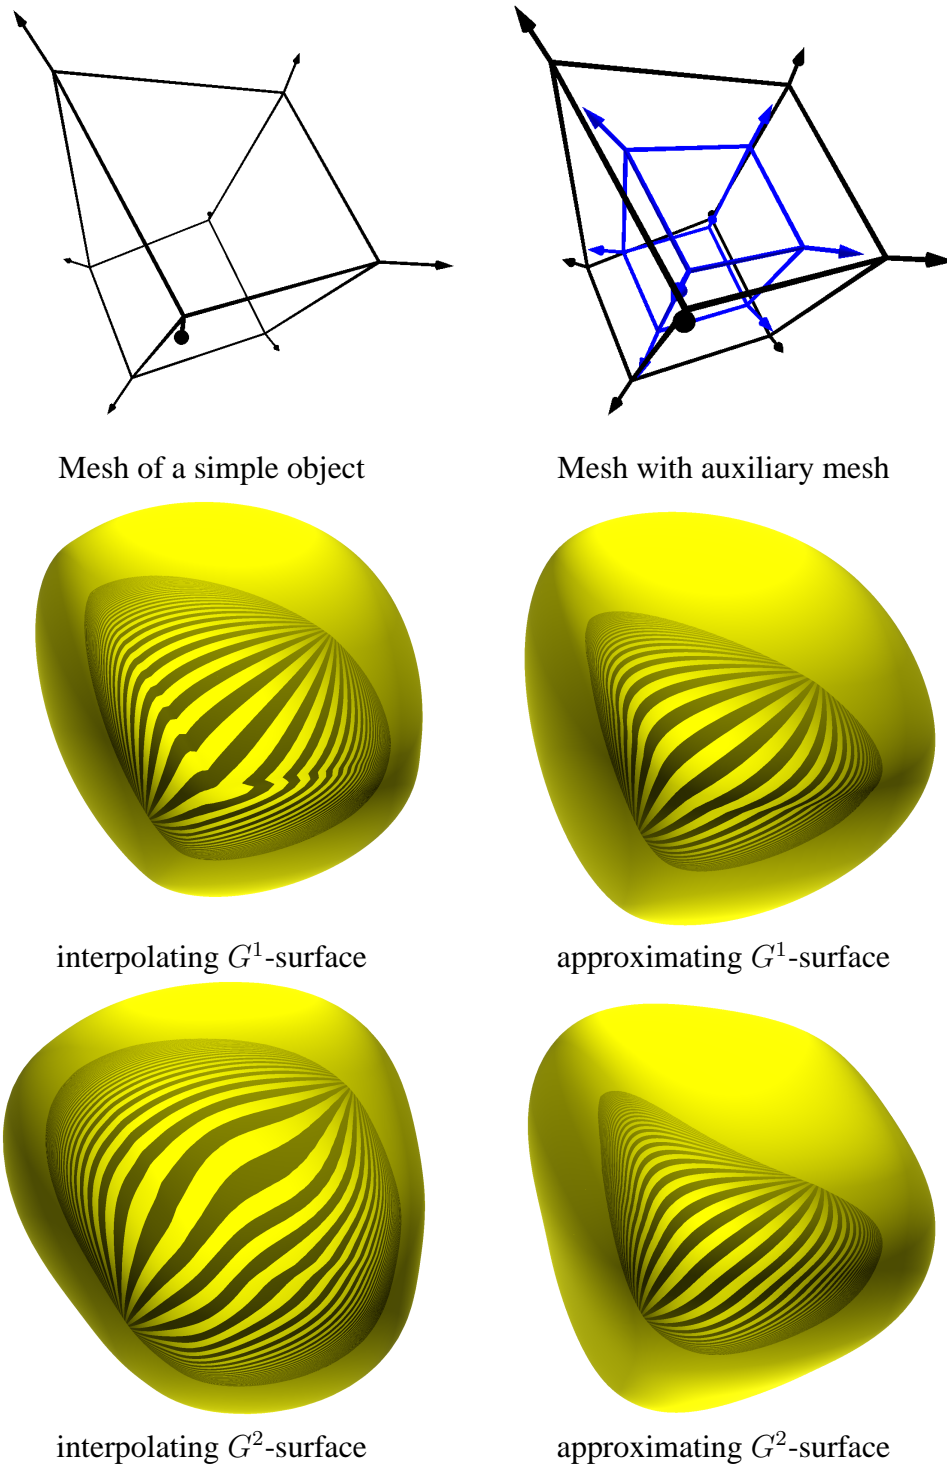 Mesh of a simple object
Mesh with auxiliary mesh
interpolating G¹-surface
approximating G¹-surface
interpolating G²-surface
approximating G²-surface